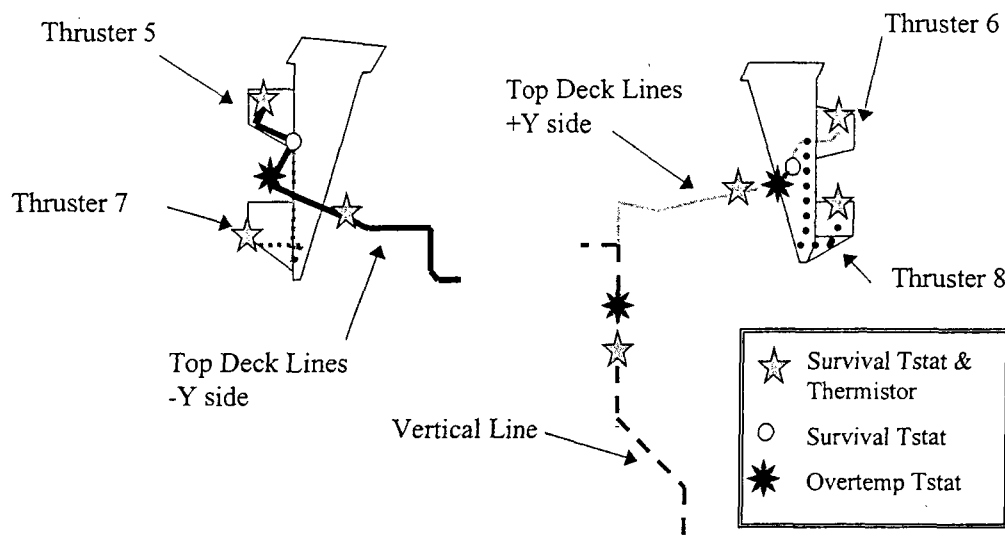 Thruster 5
Thruster 6
Top Deck Lines
+Y side
Thruster 7
Thruster 8
Top Deck Lines
-Y side
Vertical Line
Survival Tstat &
Thermistor
Survival Tstat
Overtemp Tstat